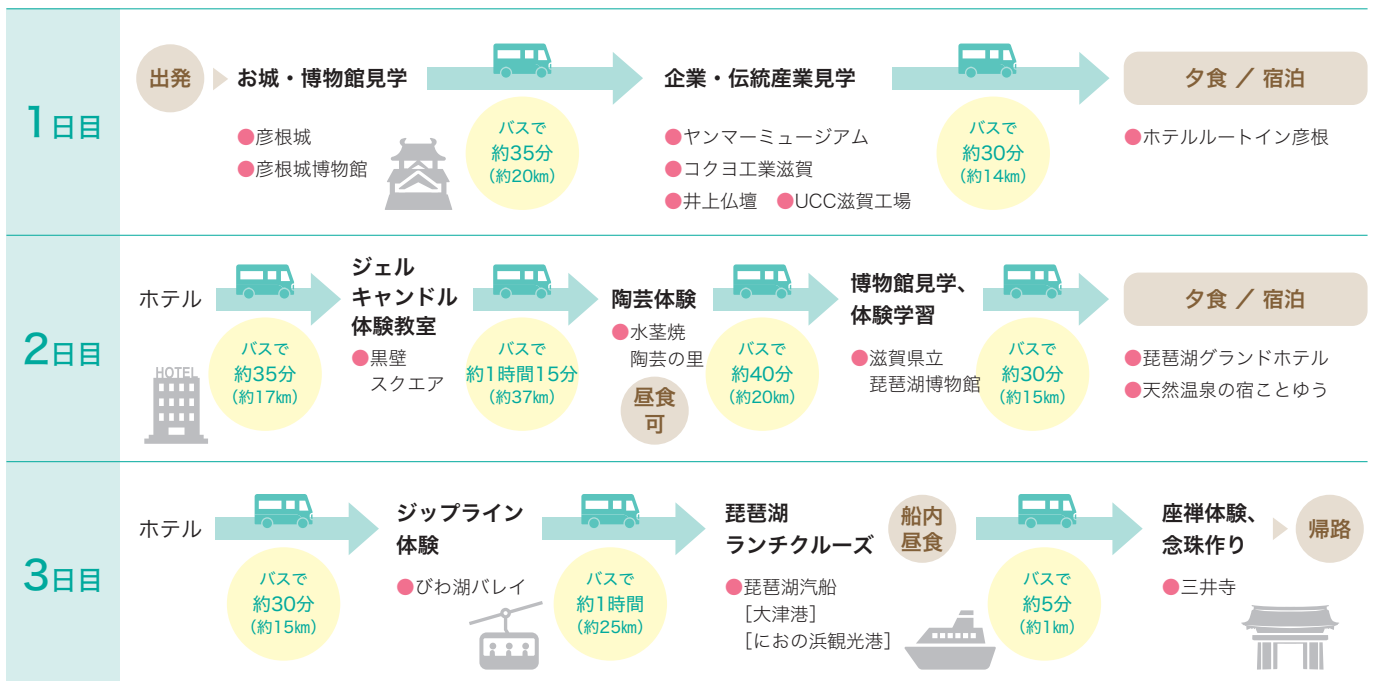 1日目
出発
お城・博物館見学
●彦根城
●彦根城博物館
バスで
約35分
(約20㎞)
企業・伝統産業見学
●ヤンマーミュージアム
●コクヨ工業滋賀
●井上仏壇 ●UCC滋賀工場
バスで
約30分
(約14㎞)
夕食 ／ 宿泊
●ホテルルートイン彦根
2日目
ホテル
HOTEL
バスで
約35分
(約17㎞)
ジェル
キャンドル
体験教室
●黒壁
スクエア
バスで
約1時間15分
(約37㎞)
陶芸体験
●水茎焼
陶芸の里
昼食
可
バスで
約40分
(約20㎞)
博物館見学、
体験学習
●滋賀県立
琵琶湖博物館
バスで
約30分
(約15㎞)
夕食 ／ 宿泊
●琵琶湖グランドホテル
●天然温泉の宿ことゆう
3日目
ホテル
バスで
約30分
(約15㎞)
ジップライン
体験
●びわ湖バレイ
バスで
約1時間
(約25㎞)
琵琶湖
ランチクルーズ
船内
昼食
●琵琶湖汽船
［大津港］
［におの浜観光港］
バスで
約5分
(約1㎞)
座禅体験、
念珠作り
●三井寺
帰路